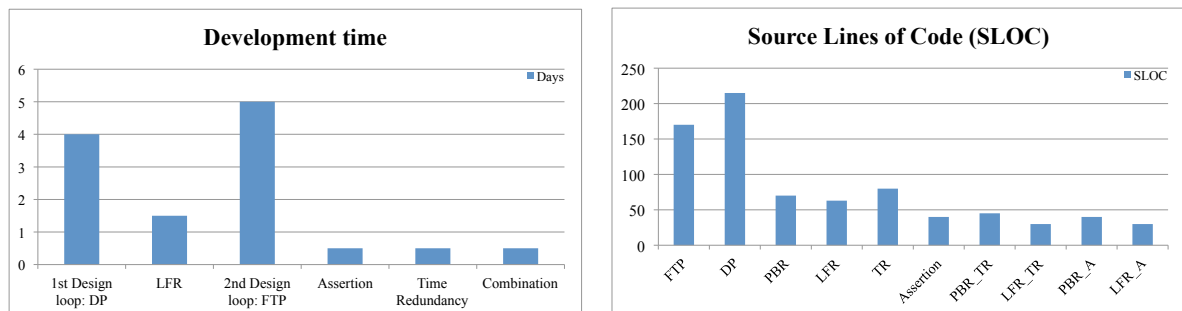 Development time
Days
6
5
4
3
2
1
0
1st Design
loop: DP
LFR
2nd Design
loop: FTP
Assertion
Time
Redundancy
Combination
Source Lines of Code (SLOC)
SLOC
250
200
150
100
50
0
FTP
DP
PBR
LFR
TR
Assertion
PBR_TR
LFR_TR
PBR_A
LFR_A